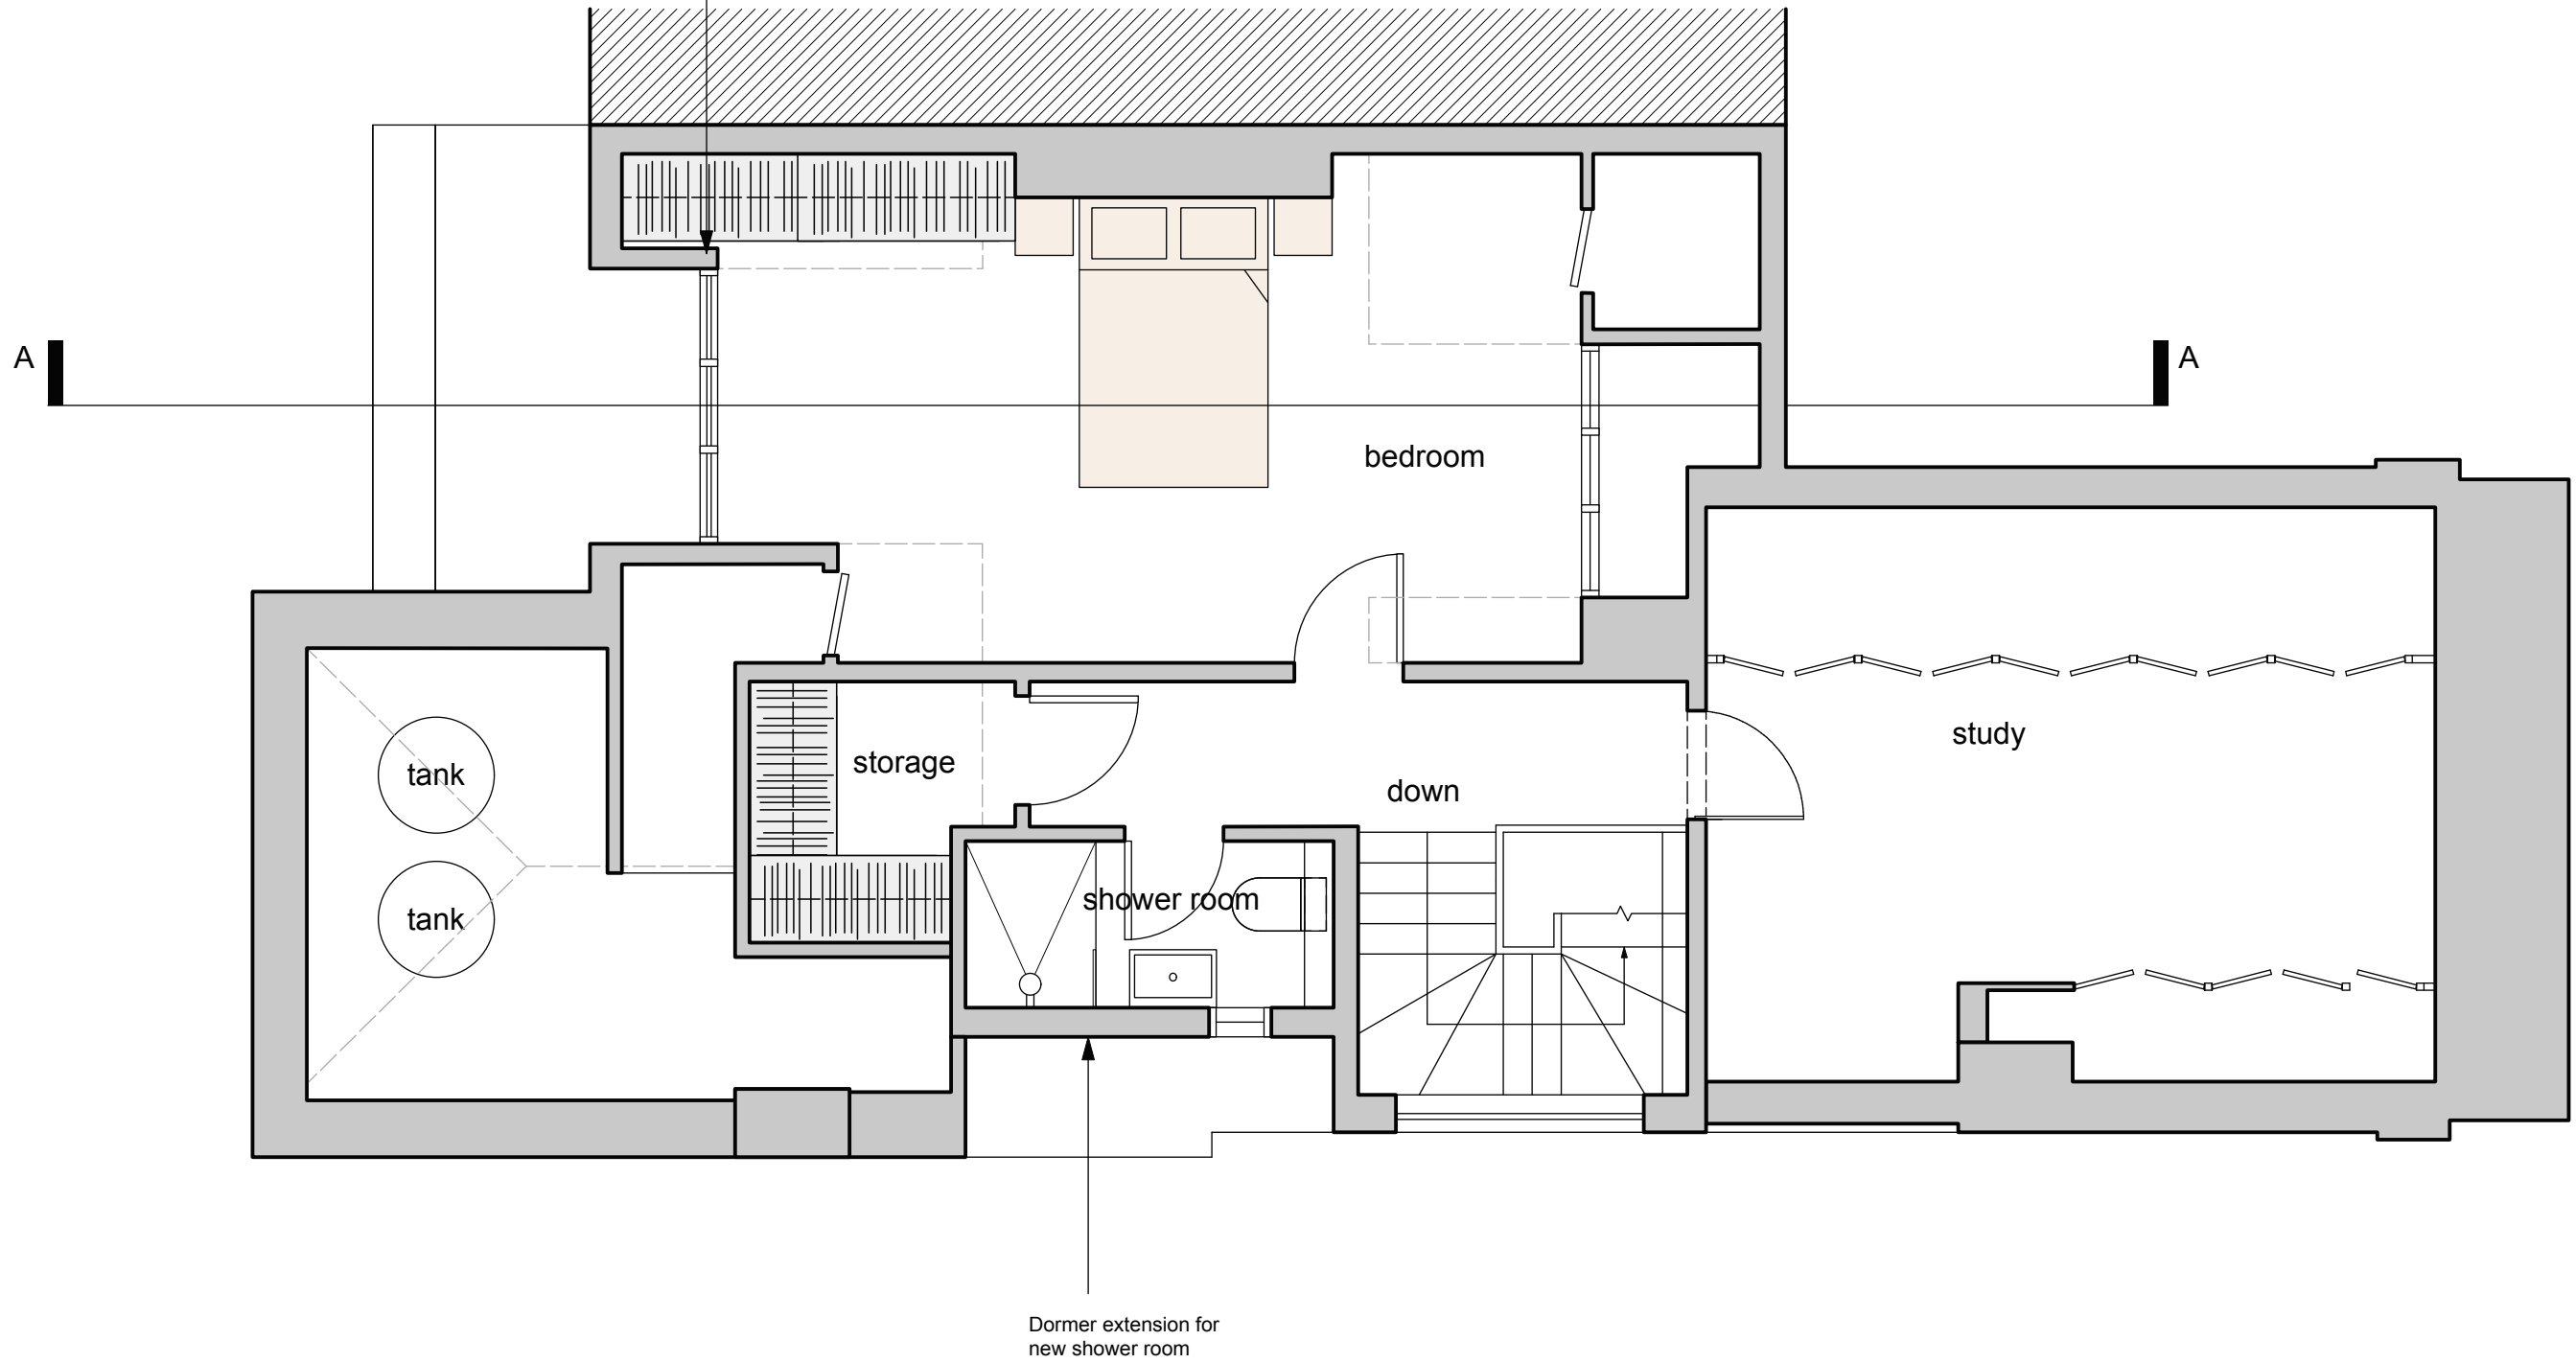 A
A
bedroom
study
storage
tank
down
shower room
tank
Dormer extension for
new shower room